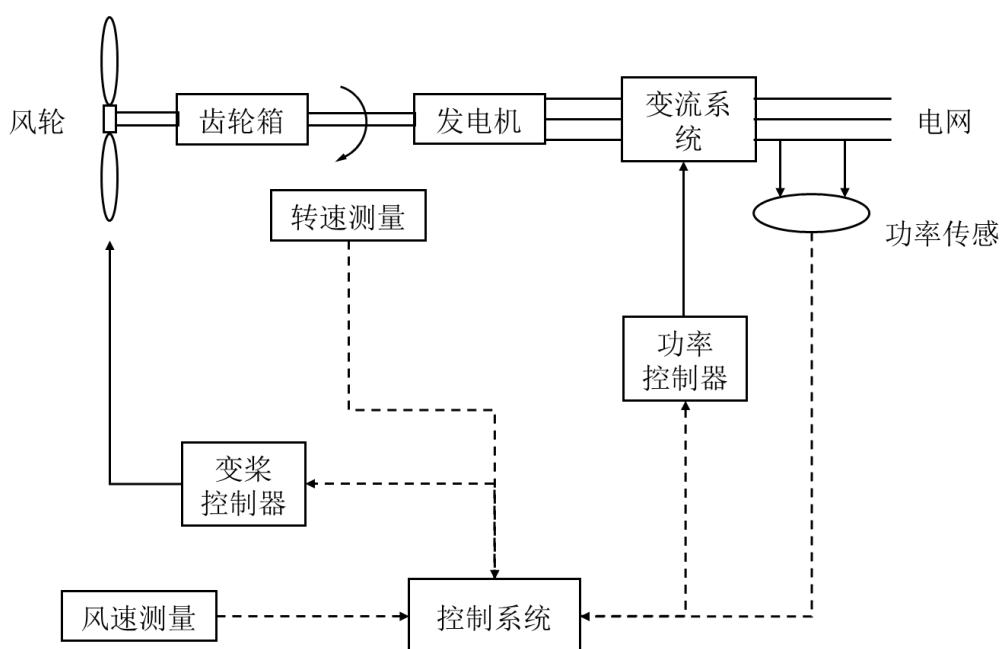 风轮
齿轮箱
发电机
变流系
统
电网
转速测量
功率传感
功率
控制器
变桨
控制器
风速测量
控制系统